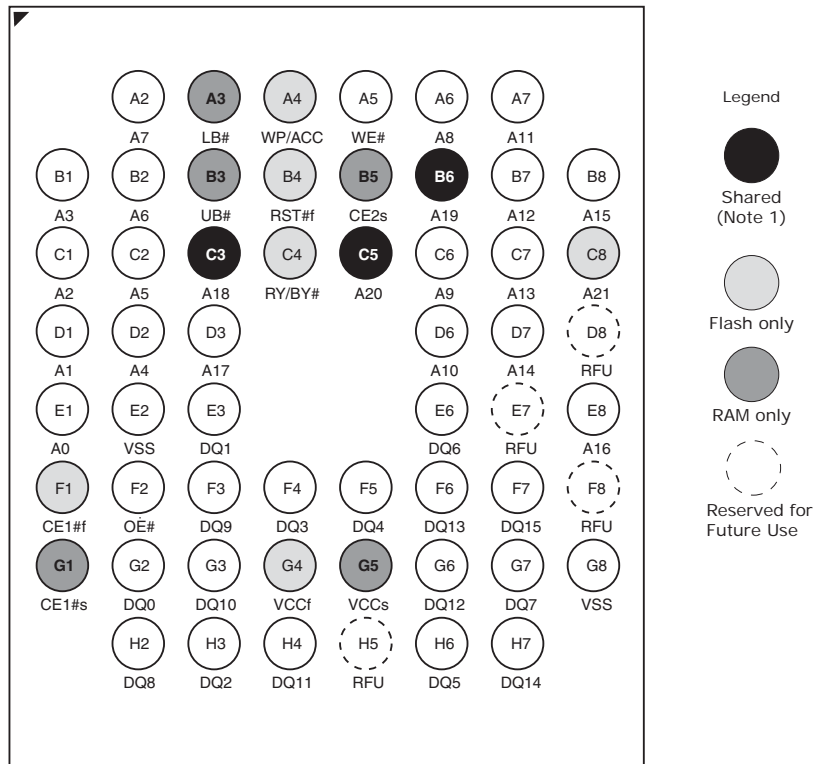 A2 A3 A4 A5 A6 A7
A7 LB# WP/ACC WE# A8 A11
B1 B2 B3 B4 B5 B6 B7 B8
A3 A6 UB# RST#f CE2s A19 A12 A15
C1 C2 C3 C4 C5 C6 C7 C8
A2 A5 A18 RY/BY# A20 A9 A13 A21
D1 D2 D3 D6 D7 D8
A1 A4 A17 A10 A14 RFU
E1 E2 E3 E6 E7 E8
A0 VSS DQ1 DQ6 RFU A16
F1 F2 F3 F4 F5 F6 F7 F8
CE1#f OE# DQ9 DQ3 DQ4 DQ13 DQ15 RFU
G1 G2 G3 G4 G5 G6 G7 G8
CE1#s DQ0 DQ10 VCCf VCCs DQ12 DQ7 VSS
H2 H3 H4 H5 H6 H7
DQ8 DQ2 DQ11 RFU DQ5 DQ14
Legend
Shared
(Note 1)
Flash only
RAM only
Reserved for
Future Use